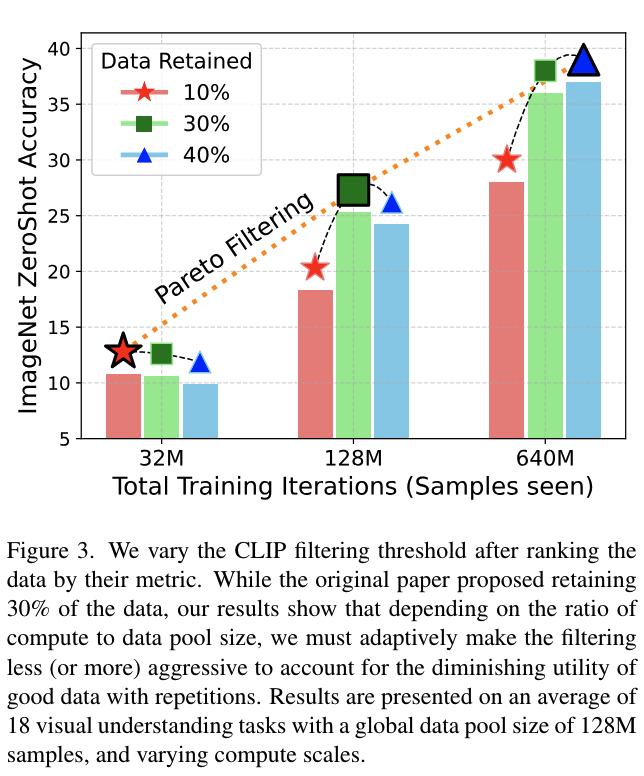 ImageNet ZeroShot Accuracy
40
35
30
25
20
15
10
5
Data Retained
10%
30%
40%
Pareto Filtering
32M
128M
640M
Total Training Iterations (Samples seen)
Figure 3. We vary the CLIP filtering threshold after ranking the
data by their metric. While the original paper proposed retaining
30% of the data, our results show that depending on the ratio of
compute to data pool size, we must adaptively make the filtering
less (or more) aggressive to account for the diminishing utility of
good data with repetitions. Results are presented on an average of
18 visual understanding tasks with a global data pool size of 128M
samples, and varying compute scales.